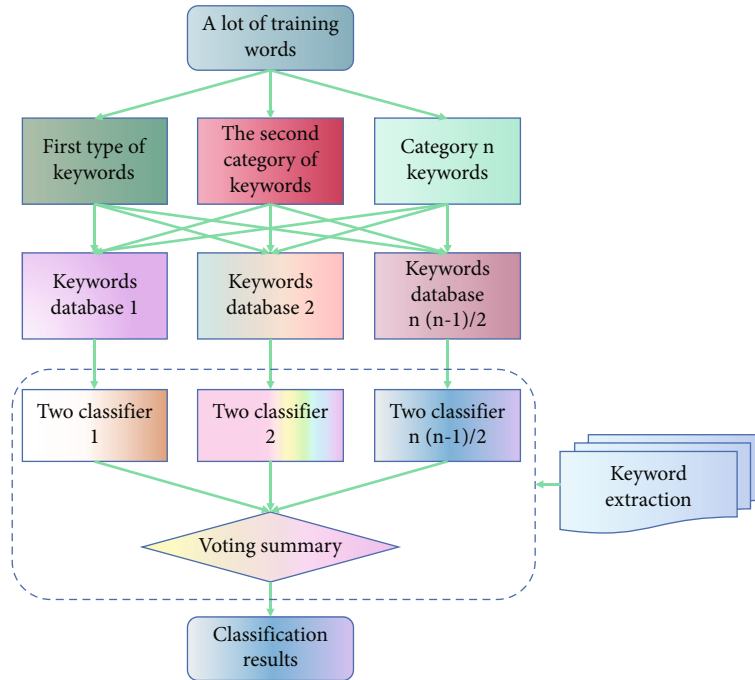 A lot of training
words
First type of
keywords
The second
category of
keywords
Category n
keywords
Keywords
database 1
Keywords
database 2
Keywords
database
n (n-1)/2
Two classifier
1
Two classifier
2
Two classifier
n (n-1)/2
Keyword
extraction
Voting summary
Classification
results